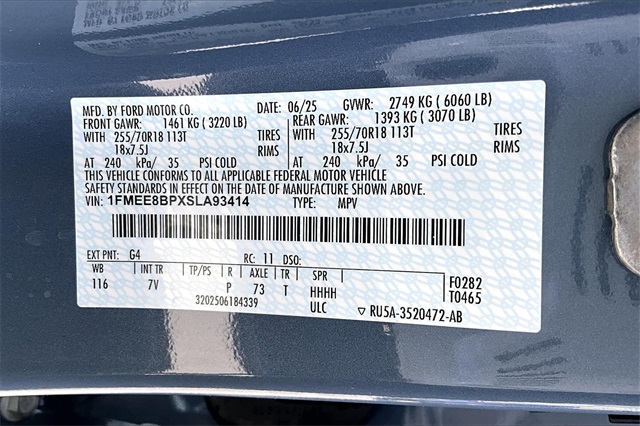 MFD. BY FORD MOTOR CO. DATE: 06/25 GVWR: 2749 KG ( 6060 LB)
FRONT GAWR: 1461 KG ( 3220 LB) REAR GAWR: 1393 KG ( 3070 LB)
WITH 255/70R18 113T TIRES WITH 255/70R18 113T TIRES
18x7.5J RIMS 18x7.5J RIMS
AT 240 kPa/ 35 PSI COLD AT 240 kPa/ 35 PSI COLD
THIS VEHICLE CONFORMS TO ALL APPLICABLE FEDERAL MOTOR VEHICLE
SAFETY STANDARDS IN EFFECT ON THE DATE OF MANUFACTURE SHOWN ABOVE.
VIN: 1FMEE8BPXSLA93414 TYPE: MPV
EXT PNT: G4 RC: 11 DSO:
WB INT TR TP/PS R AXLE TR SPR F0282
116 7V P 73 T HHHH T0465
3202506184339 ULC ▽ RU5A-3520472-AB